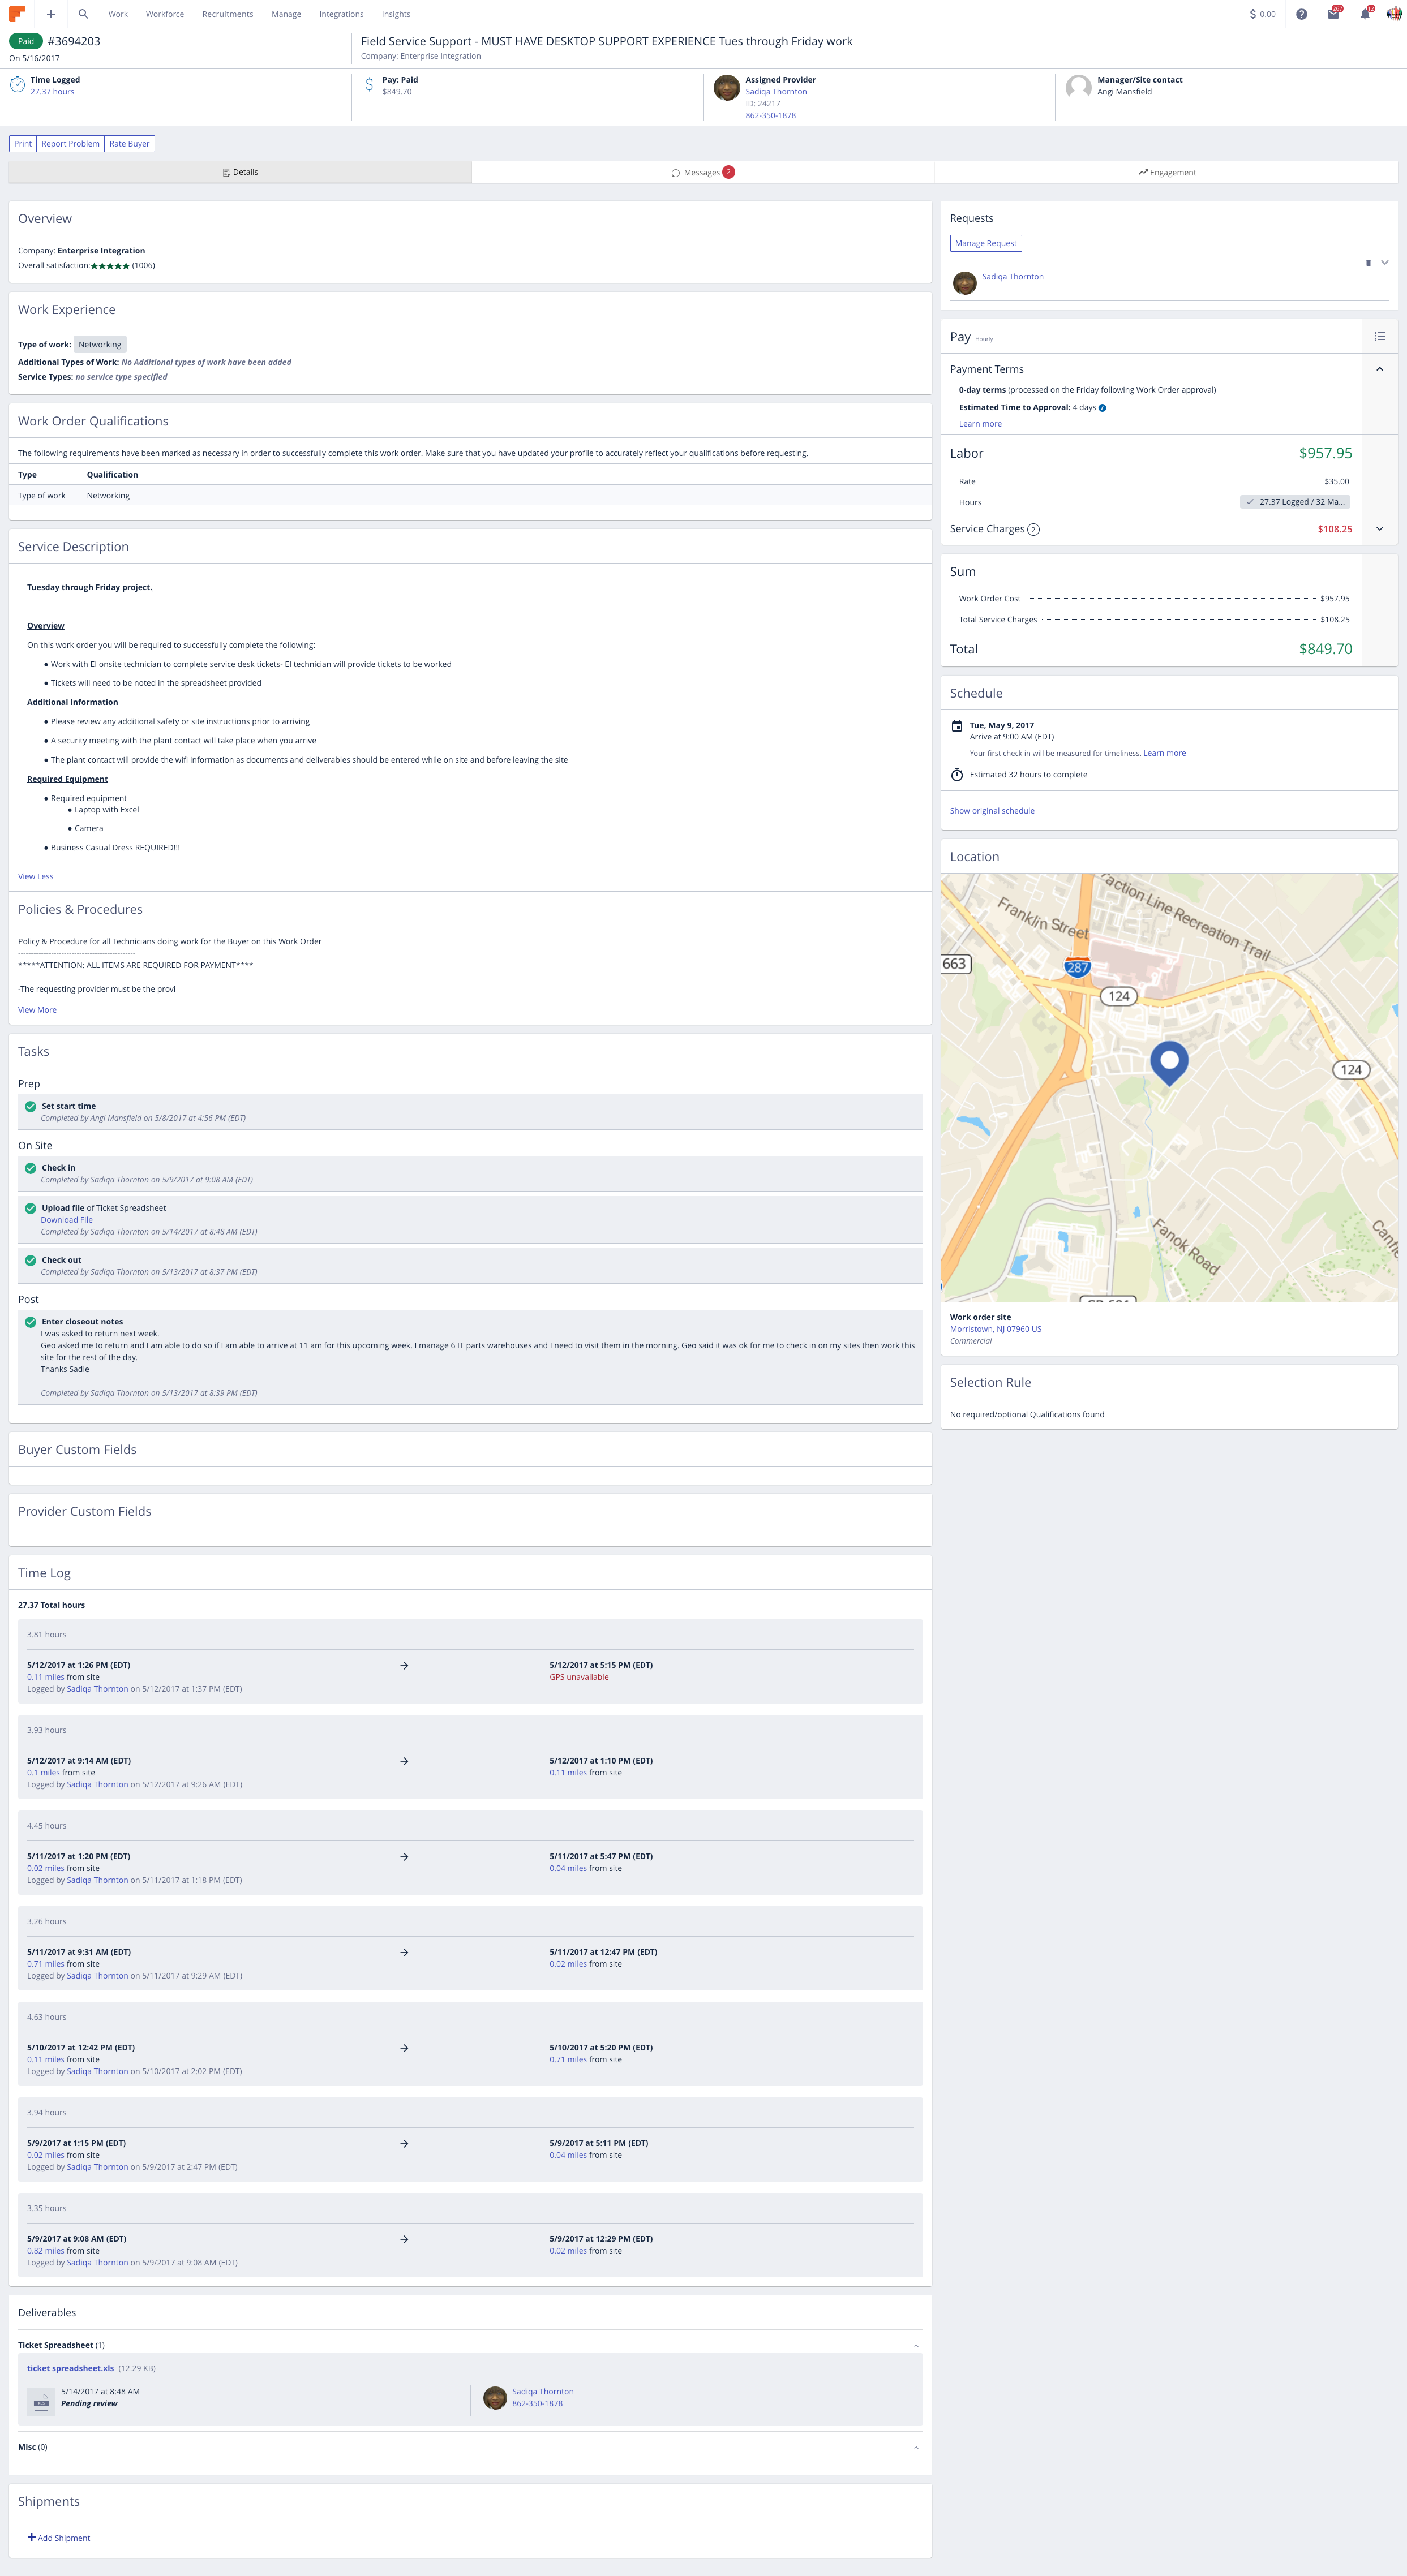 Work Workforce Recruitments Manage Integrations Insights $ 0.00
Paid #3694203
On 5/16/2017
Field Service Support - MUST HAVE DESKTOP SUPPORT EXPERIENCE Tues through Friday work
Company: Enterprise Integration
Time Logged
27.37 hours
Pay: Paid
$849.70
Assigned Provider
Sadiqa Thornton
ID: 24217
862-350-1878
Manager/Site contact
Angi Mansfield
Print Report Problem Rate Buyer
Details Messages 2 Engagement
Overview
Company: Enterprise Integration
Overall satisfaction:★★★★★ (1006)
Work Experience
Type of work: Networking
Additional Types of Work: No Additional types of work have been added
Service Types: no service type specified
Work Order Qualifications
The following requirements have been marked as necessary in order to successfully complete this work order. Make sure that you have updated your profile to accurately reflect your qualifications before requesting.
Type Qualification
Type of work Networking
Service Description
Tuesday through Friday project.
Overview
On this work order you will be required to successfully complete the following:
● Work with EI onsite technician to complete service desk tickets- EI technician will provide tickets to be worked
● Tickets will need to be noted in the spreadsheet provided
Additional Information
● Please review any additional safety or site instructions prior to arriving
● A security meeting with the plant contact will take place when you arrive
● The plant contact will provide the wifi information as documents and deliverables should be entered while on site and before leaving the site
Required Equipment
● Required equipment
● Laptop with Excel
● Camera
● Business Casual Dress REQUIRED!!!
View Less
Policies & Procedures
Policy & Procedure for all Technicians doing work for the Buyer on this Work Order
*****ATTENTION: ALL ITEMS ARE REQUIRED FOR PAYMENT****
-The requesting provider must be the provi
View More
Tasks
Prep
Set start time
Completed by Angi Mansfield on 5/8/2017 at 4:56 PM (EDT)
On Site
Check in
Completed by Sadiqa Thornton on 5/9/2017 at 9:08 AM (EDT)
Upload file of Ticket Spreadsheet
Download File
Completed by Sadiqa Thornton on 5/14/2017 at 8:48 AM (EDT)
Check out
Completed by Sadiqa Thornton on 5/13/2017 at 8:37 PM (EDT)
Post
Enter closeout notes
I was asked to return next week.
Geo asked me to return and I am able to do so if I am able to arrive at 11 am for this upcoming week. I manage 6 IT parts warehouses and I need to visit them in the morning. Geo said it was ok for me to check in on my sites then work this
site for the rest of the day.
Thanks Sadie
Completed by Sadiqa Thornton on 5/13/2017 at 8:39 PM (EDT)
Buyer Custom Fields
Provider Custom Fields
Time Log
27.37 Total hours
3.81 hours
5/12/2017 at 1:26 PM (EDT) → 5/12/2017 at 5:15 PM (EDT)
0.11 miles from site GPS unavailable
Logged by Sadiqa Thornton on 5/12/2017 at 1:37 PM (EDT)
3.93 hours
5/12/2017 at 9:14 AM (EDT) → 5/12/2017 at 1:10 PM (EDT)
0.1 miles from site 0.11 miles from site
Logged by Sadiqa Thornton on 5/12/2017 at 9:26 AM (EDT)
4.45 hours
5/11/2017 at 1:20 PM (EDT) → 5/11/2017 at 5:47 PM (EDT)
0.02 miles from site 0.04 miles from site
Logged by Sadiqa Thornton on 5/11/2017 at 1:18 PM (EDT)
3.26 hours
5/11/2017 at 9:31 AM (EDT) → 5/11/2017 at 12:47 PM (EDT)
0.71 miles from site 0.02 miles from site
Logged by Sadiqa Thornton on 5/11/2017 at 9:29 AM (EDT)
4.63 hours
5/10/2017 at 12:42 PM (EDT) → 5/10/2017 at 5:20 PM (EDT)
0.11 miles from site 0.71 miles from site
Logged by Sadiqa Thornton on 5/10/2017 at 2:02 PM (EDT)
3.94 hours
5/9/2017 at 1:15 PM (EDT) → 5/9/2017 at 5:11 PM (EDT)
0.02 miles from site 0.04 miles from site
Logged by Sadiqa Thornton on 5/9/2017 at 2:47 PM (EDT)
3.35 hours
5/9/2017 at 9:08 AM (EDT) → 5/9/2017 at 12:29 PM (EDT)
0.82 miles from site 0.02 miles from site
Logged by Sadiqa Thornton on 5/9/2017 at 9:08 AM (EDT)
Deliverables
Ticket Spreadsheet (1)
ticket spreadsheet.xls (12.29 KB)
5/14/2017 at 8:48 AM
Pending review
Sadiqa Thornton
862-350-1878
Misc (0)
Shipments
+ Add Shipment
Requests
Manage Request
Sadiqa Thornton
Pay Hourly
Payment Terms
0-day terms (processed on the Friday following Work Order approval)
Estimated Time to Approval: 4 days
Learn more
Labor $957.95
Rate $35.00
Hours 27.37 Logged / 32 Ma...
Service Charges 2 $108.25
Sum
Work Order Cost $957.95
Total Service Charges $108.25
Total $849.70
Schedule
Tue, May 9, 2017
Arrive at 9:00 AM (EDT)
Your first check in will be measured for timeliness. Learn more
Estimated 32 hours to complete
Show original schedule
Location
Franklin Street
raction Line Recreation Trail
663
287
124
124
Fanok Road
Canfi
Work order site
Morristown, NJ 07960 US
Commercial
Selection Rule
No required/optional Qualifications found